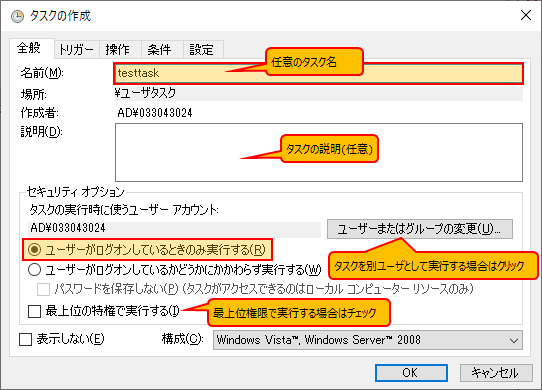 タスクの作成
全般 トリガー 操作 条件 設定
任意のタスク名
名前(M): testtask
場所: ¥ユーザタスク
作成者: AD¥033043024
説明(D):
タスクの説明(任意)
セキュリティ オプション
タスクの実行時に使うユーザー アカウント:
AD¥033043024 ユーザーまたはグループの変更(U)...
ユーザーがログオンしているときのみ実行する(R)
タスクを別ユーザとして実行する場合はクリック
ユーザーがログオンしているかどうかにかかわらず実行する(W)
パスワードを保存しない(P) (タスクがアクセスできるのはローカル コンピューター リソースのみ)
最上位の特権で実行する(I) 最上位権限で実行する場合はチェック
表示しない(E) 構成(C): Windows Vista™, Windows Server™ 2008
OK キャンセル